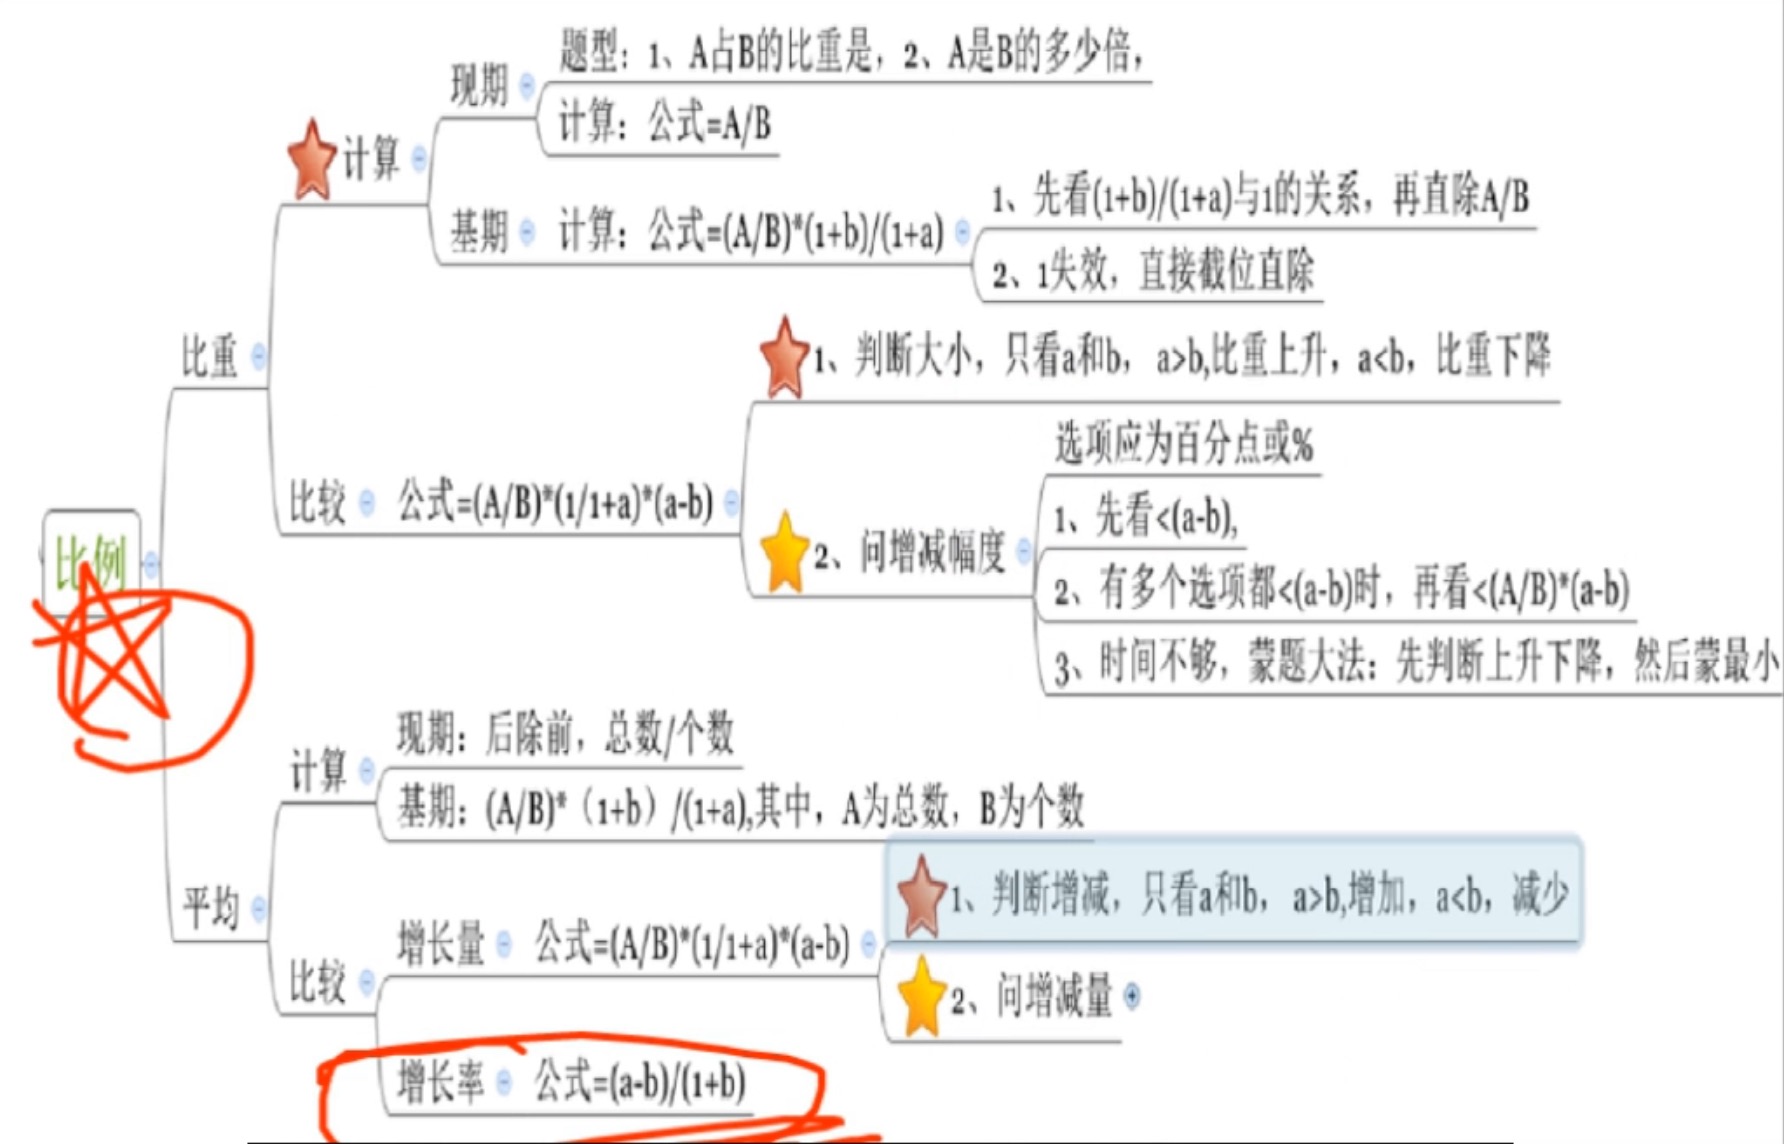 题型：1、A占B的比重是，2、A是B的多少倍，
现期
计算：公式=A/B
计算
1、先看(1+b)/(1+a)与1的关系，再直除A/B
基期
计算：公式=(A/B)*(1+b)/(1+a)
2、1失效，直接截位直除
比重
1、判断大小，只看a和b，a>b,比重上升，a<b，比重下降
选项应为百分点或%
比较
公式=(A/B)*(1/1+a)*(a-b)
1、先看<(a-b),
2、问增减幅度
2、有多个选项都<(a-b)时，再看<(A/B)*(a-b)
3、时间不够，蒙题大法：先判断上升下降，然后蒙最小
比例
现期：后除前，总数/个数
计算
基期：(A/B)*（1+b）/(1+a),其中，A为总数，B为个数
平均
1、判断增减，只看a和b，a>b,增加，a<b，减少
增长量
公式=(A/B)*(1/1+a)*(a-b)
比较
2、问增减量
增长率
公式=(a-b)/(1+b)